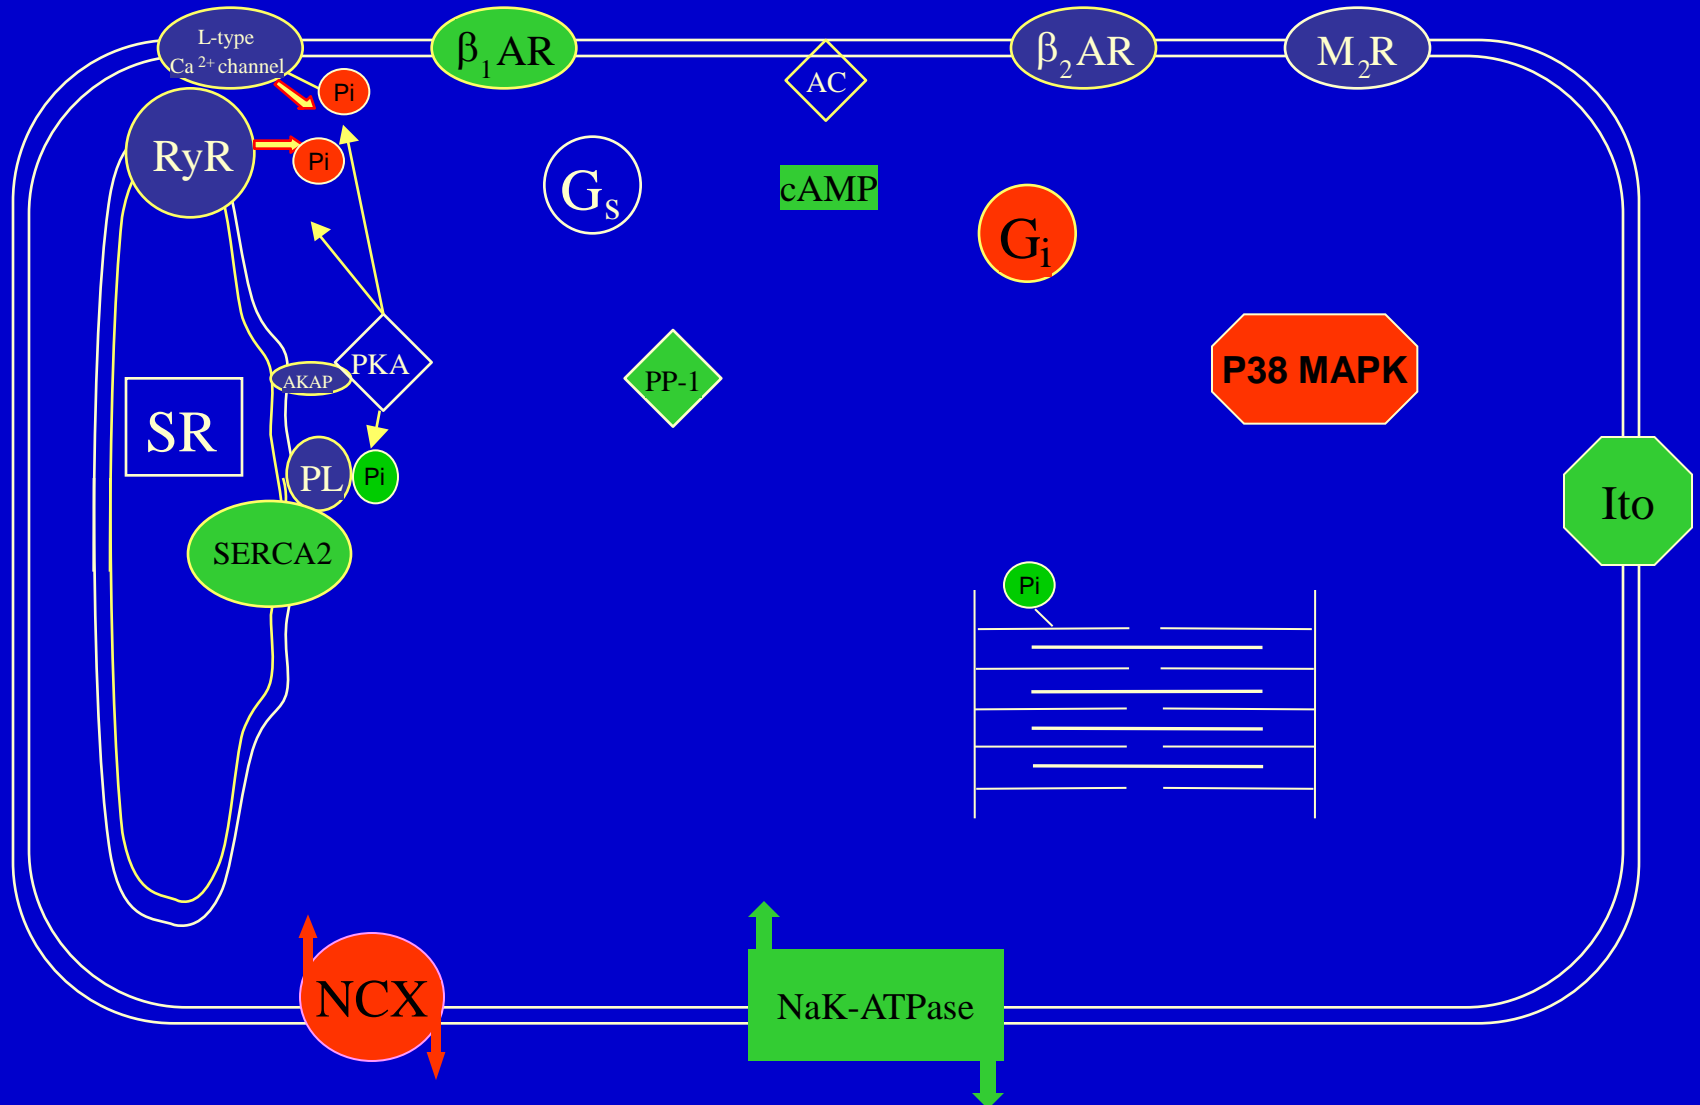 L-type
Ca 2+ channel
β1AR
AC
β2AR
M2R
Pi
RyR
Pi
Gs
cAMP
Gi
PKA
AKAP
PP-1
P38 MAPK
SR
PL
Pi
Ito
SERCA2
Pi
NCX
NaK-ATPase